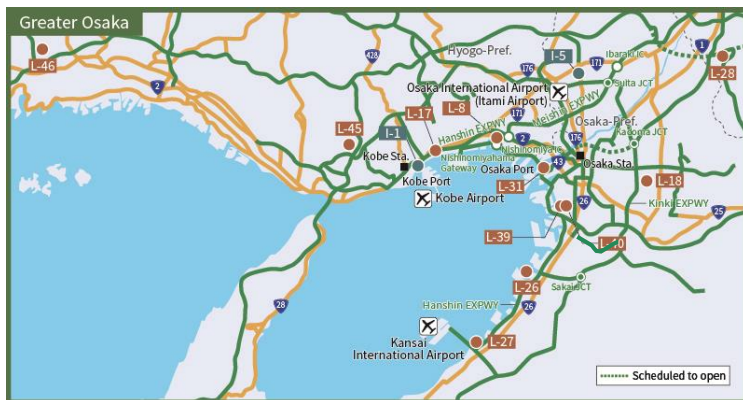 Greater Osaka
L-46
428
Hyogo-Pref.
176
171
I-5
Ibaraki IC
1
L-28
2
Osaka International Airport
(Itami Airport)
Suita JCT
L-17
L-8
171
Meishin EXPWY
Osaka-Pref.
L-45
I-1
Hanshin EXPWY
2
176
Kadoma JCT
Kobe Sta.
Nishinomiya IC
Nishinomiyahama
Gateway
43
Osaka Sta.
Kobe Port
Osaka Port
L-31
L-18
Kobe Airport
26
Kinki EXPWY
25
L-39
L-26
Sakai JCT
28
Hanshin EXPWY
26
Kansai
International Airport
L-27
Scheduled to open